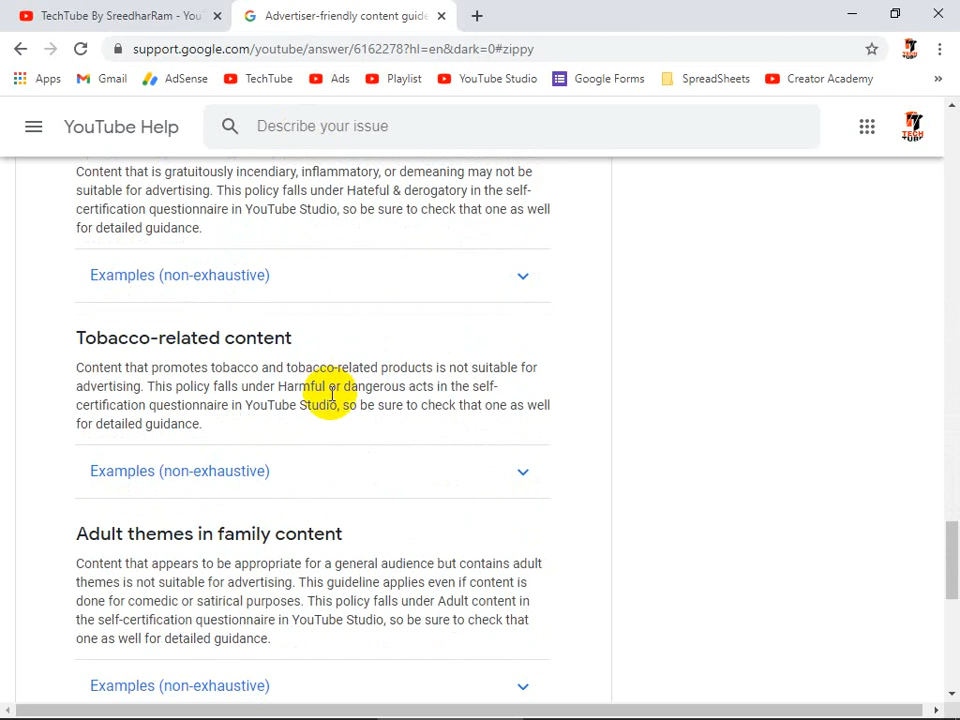 TechTube By SreedharRam - You
Advertiser-friendly content guide
support.google.com/youtube/answer/6162278?hl=en&dark=0#zippy
Apps
Gmail
AdSense
TechTube
Ads
Playlist
YouTube Studio
Google Forms
SpreadSheets
Creator Academy
YouTube Help
Describe your issue
TECH
TUBE
Content that is gratuitously incendiary, inflammatory, or demeaning may not be
suitable for advertising. This policy falls under Hateful & derogatory in the self-
certification questionnaire in YouTube Studio, so be sure to check that one as well
for detailed guidance.
Examples (non-exhaustive)
Tobacco-related content
Content that promotes tobacco and tobacco-related products is not suitable for
advertising. This policy falls under Harmful or dangerous acts in the self-
certification questionnaire in YouTube Studio, so be sure to check that one as well
for detailed guidance.
Examples (non-exhaustive)
Adult themes in family content
Content that appears to be appropriate for a general audience but contains adult
themes is not suitable for advertising. This guideline applies even if content is
done for comedic or satirical purposes. This policy falls under Adult content in
the self-certification questionnaire in YouTube Studio, so be sure to check that
one as well for detailed guidance.
Examples (non-exhaustive)